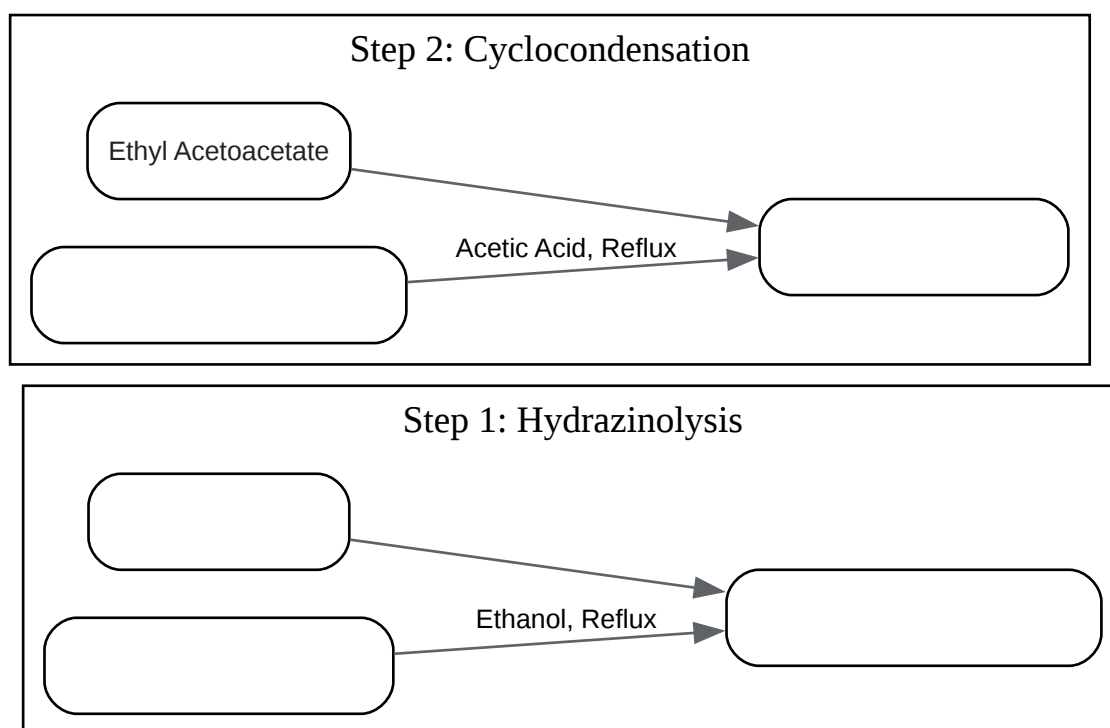 Step 2: Cyclocondensation
Ethyl Acetoacetate
Acetic Acid, Reflux
Step 1: Hydrazinolysis
Ethanol, Reflux